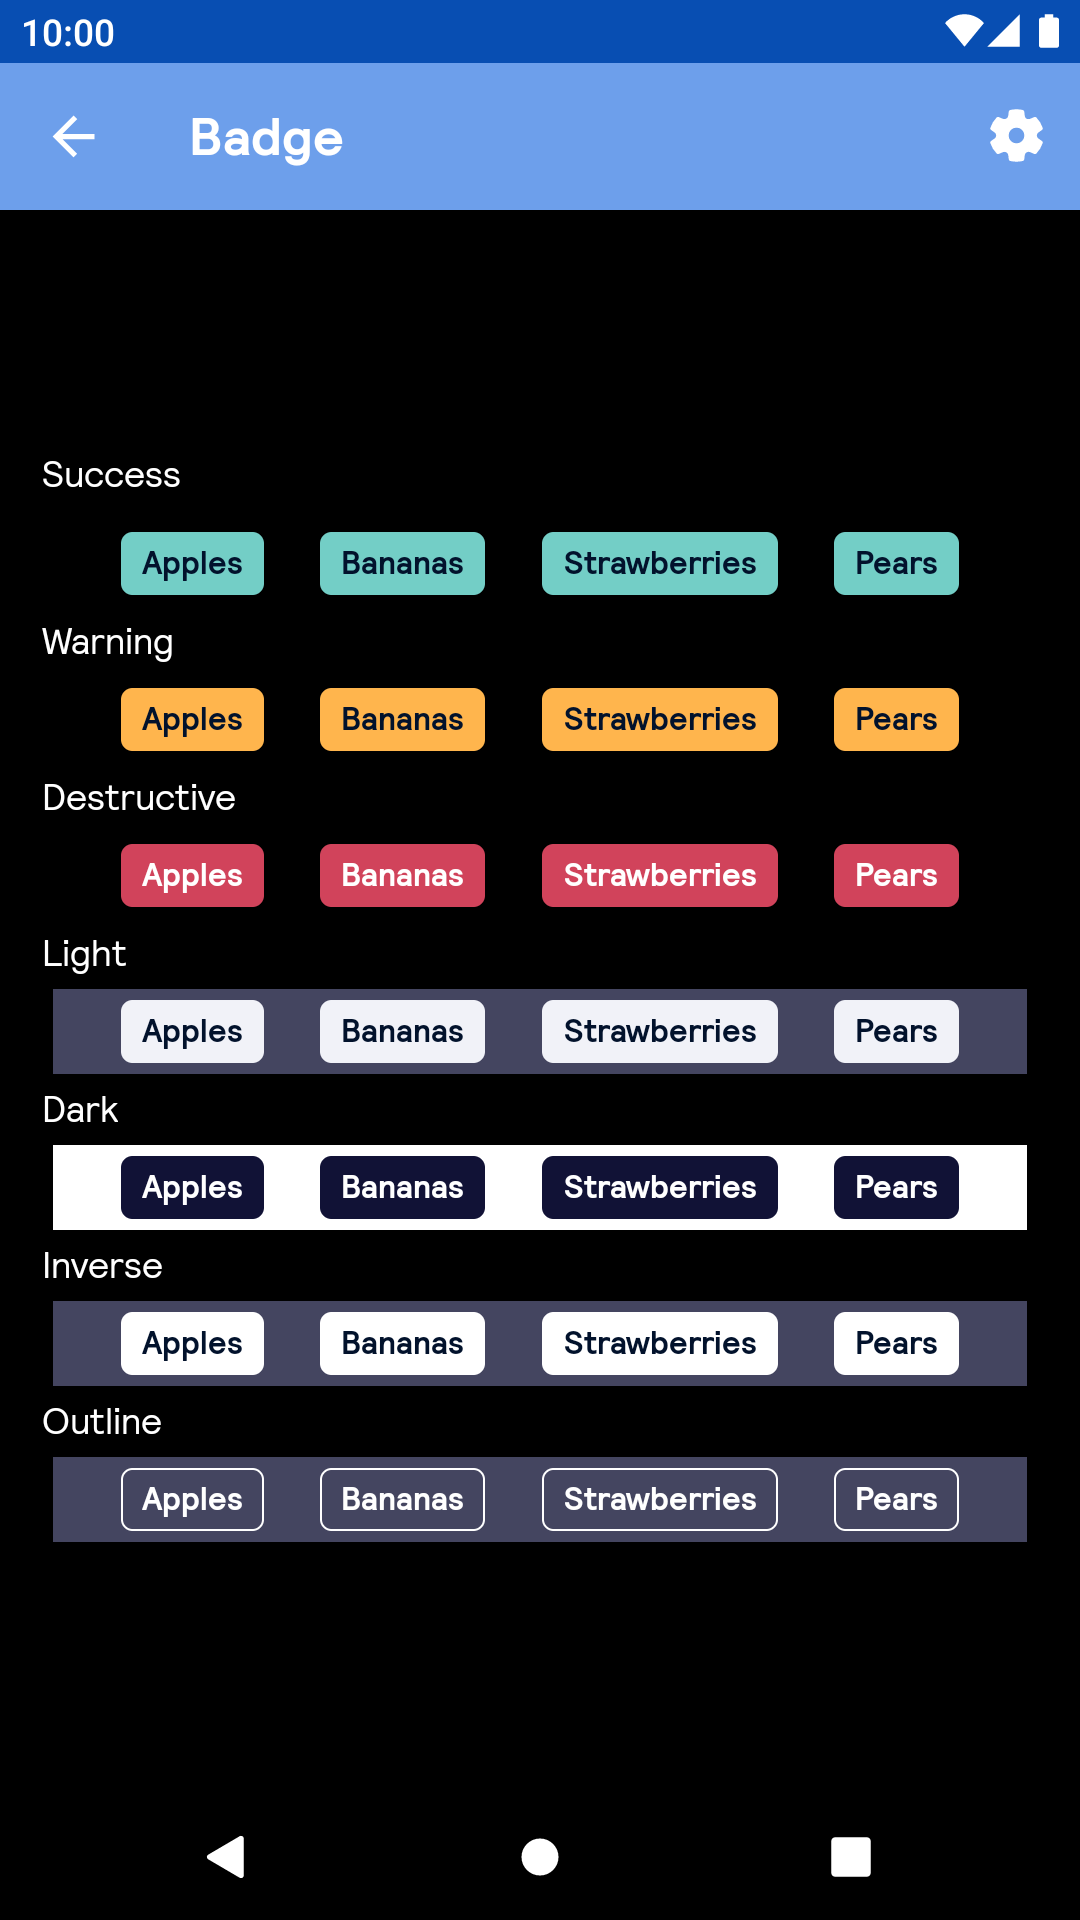 10:00
Badge
Success
Apples Bananas Strawberries Pears
Warning
Apples Bananas Strawberries Pears
Destructive
Apples Bananas Strawberries Pears
Light
Apples Bananas Strawberries Pears
Dark
Apples Bananas Strawberries Pears
Inverse
Apples Bananas Strawberries Pears
Outline
Apples Bananas Strawberries Pears